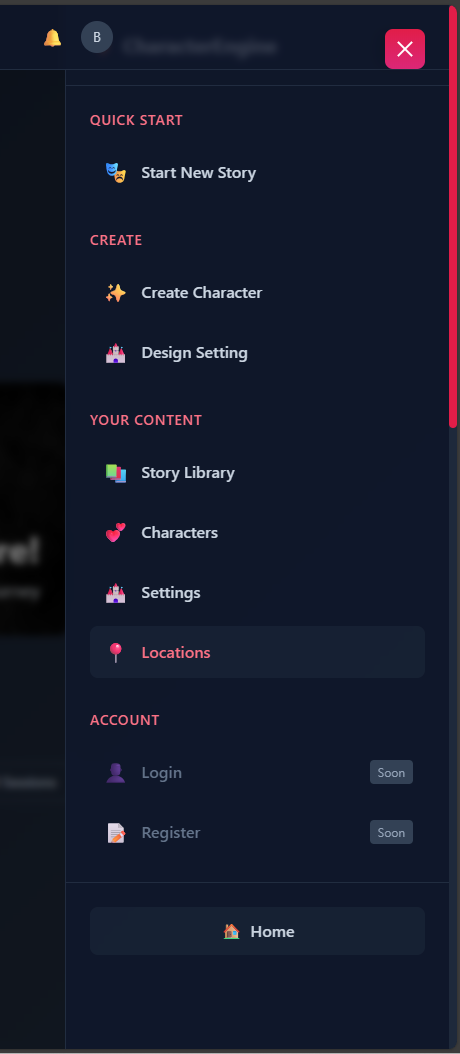 B
CharacterEngine
QUICK START
Start New Story
CREATE
Create Character
Design Setting
YOUR CONTENT
Story Library
Characters
Settings
Locations
ACCOUNT
Login
Soon
Register
Soon
Home